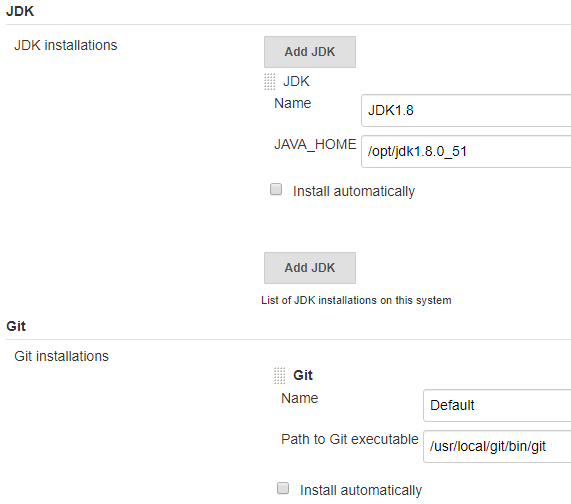 JDK
JDK installations
Add JDK
JDK
Name
JDK1.8
JAVA_HOME
/opt/jdk1.8.0_51
Install automatically
Add JDK
List of JDK installations on this system
Git
Git installations
Git
Name
Default
Path to Git executable
/usr/local/git/bin/git
Install automatically